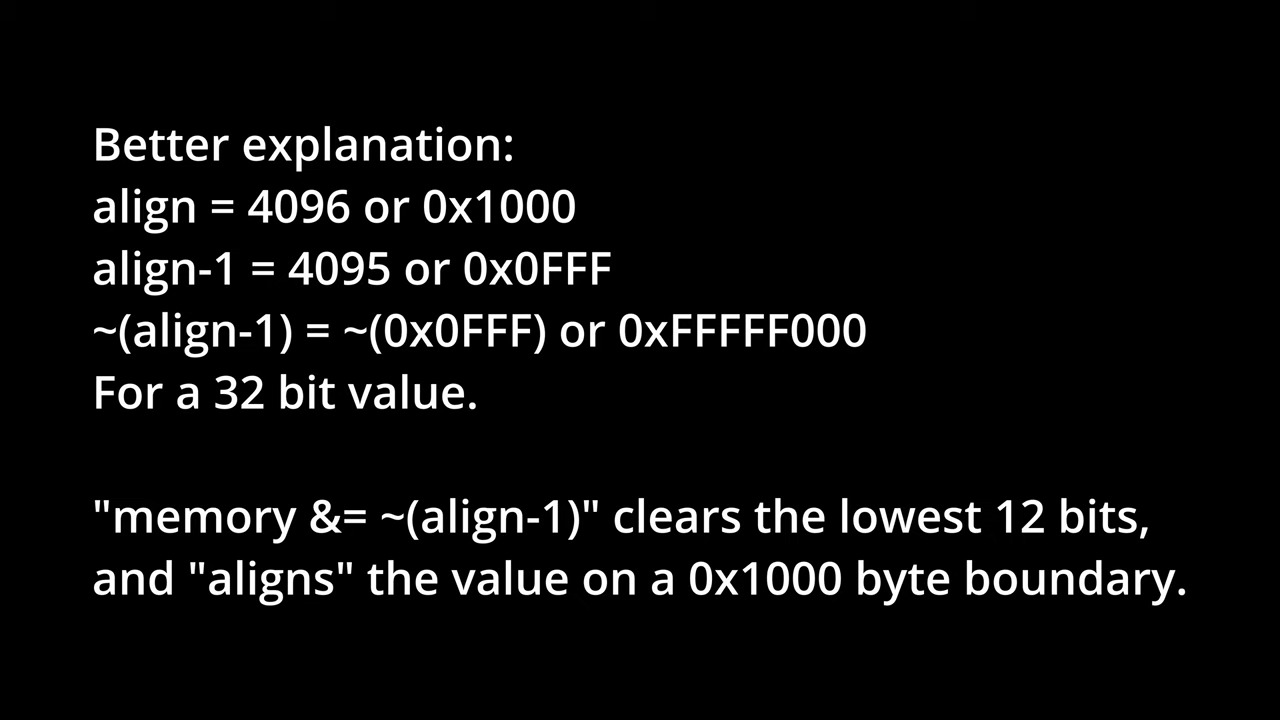 Better explanation:
align = 4096 or 0x1000
align-1 = 4095 or 0x0FFF
~(align-1) = ~(0x0FFF) or 0xFFFFF000
For a 32 bit value.
"memory &= ~(align-1)" clears the lowest 12 bits,
and "aligns" the value on a 0x1000 byte boundary.